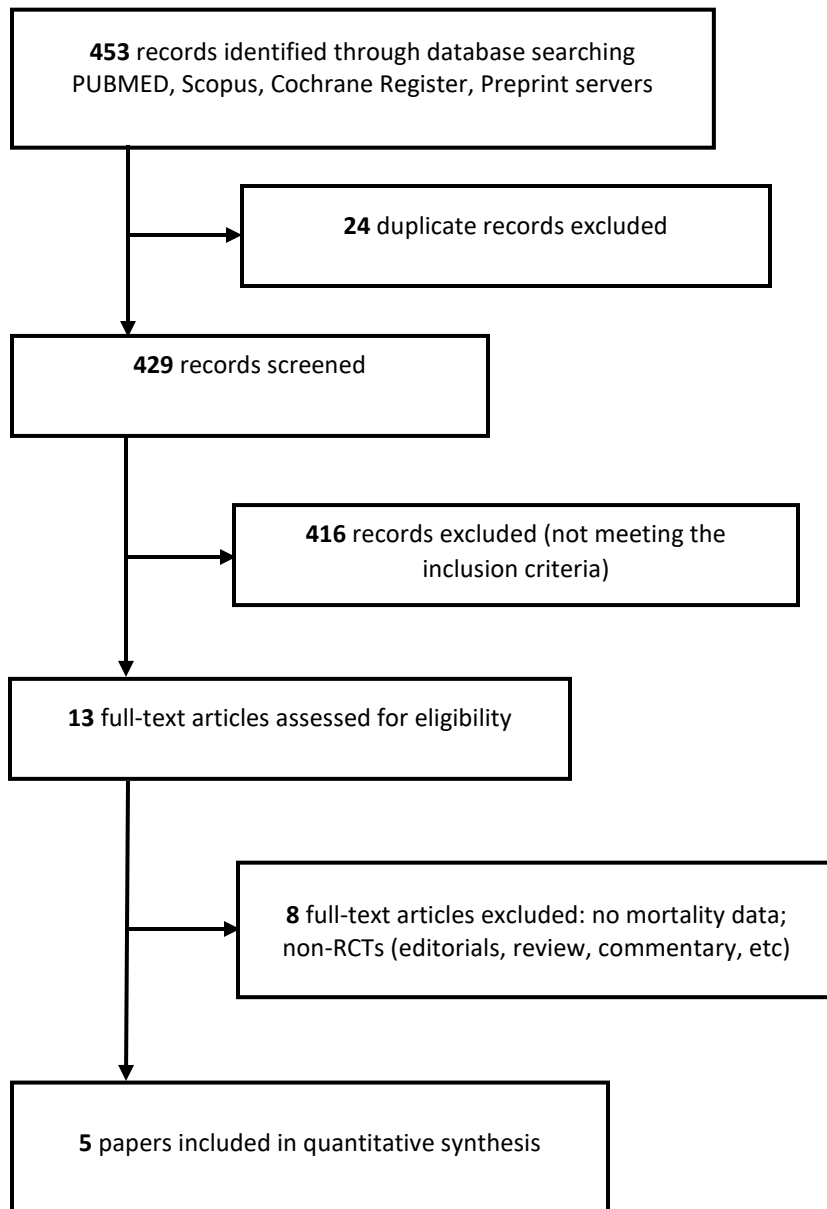 453 records identified through database searching
PUBMED, Scopus, Cochrane Register, Preprint servers
24 duplicate records excluded
429 records screened
416 records excluded (not meeting the
inclusion criteria)
13 full-text articles assessed for eligibility
8 full-text articles excluded: no mortality data;
non-RCTs (editorials, review, commentary, etc)
5 papers included in quantitative synthesis